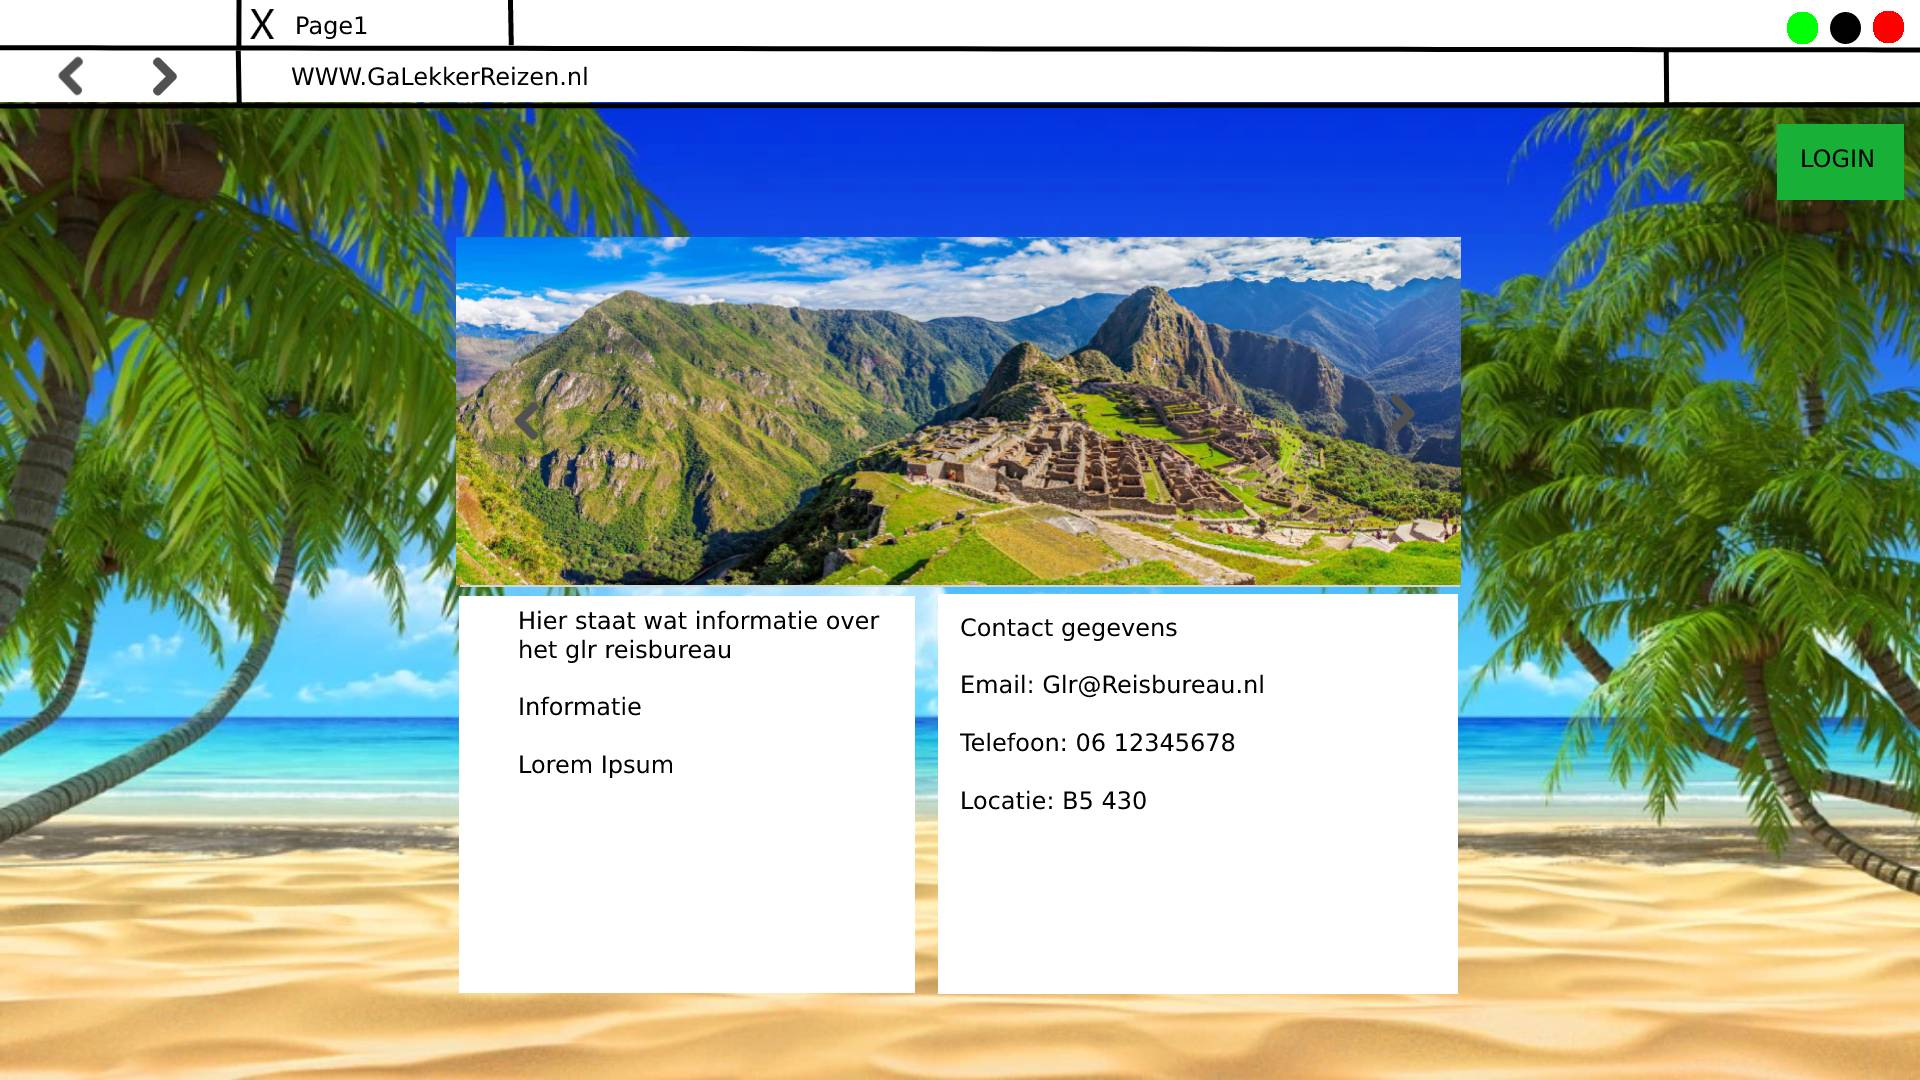 X Page1
WWW.GaLekkerReizen.nl
LOGIN
Hier staat wat informatie over
het glr reisbureau
Informatie
Lorem Ipsum
Contact gegevens
Email: Glr@Reisbureau.nl
Telefoon: 06 12345678
Locatie: B5 430